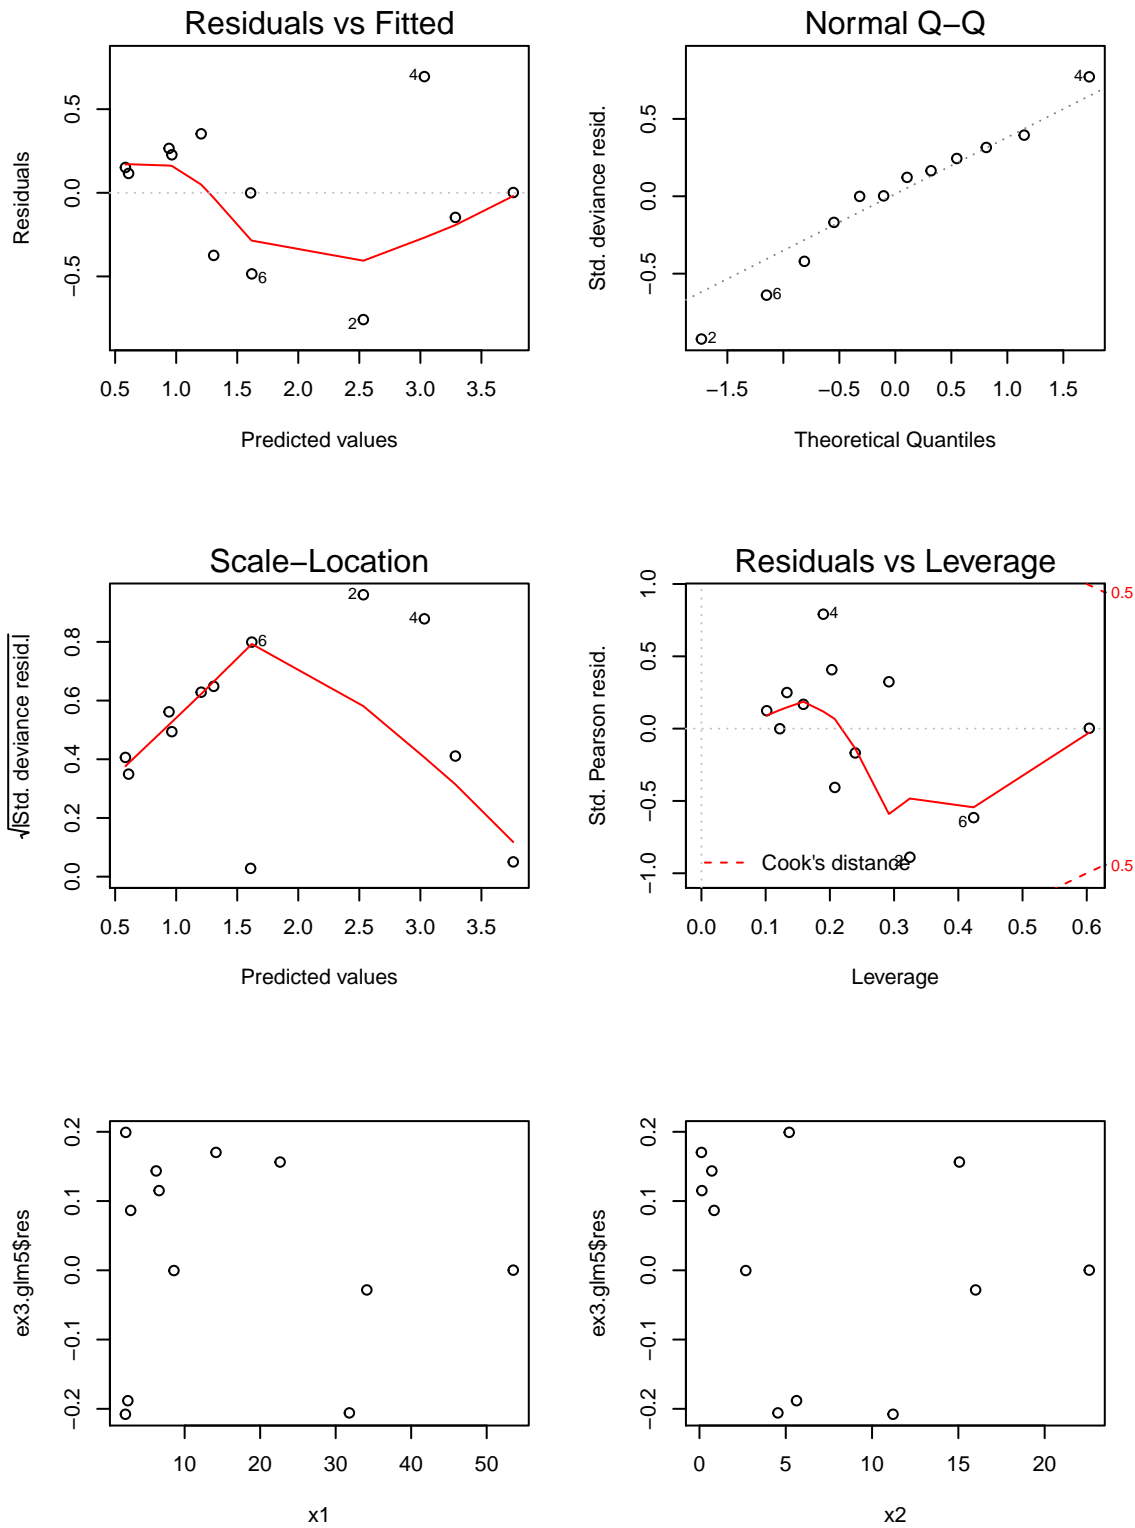 Residuals vs Fitted
Normal Q−Q
Residuals
−0.5 0.0 0.5
4
6
2
0.5 1.0 1.5 2.0 2.5 3.0 3.5
Predicted values
Std. deviance resid.
−0.5 0.0 0.5
4
6
2
−1.5 −0.5 0.0 0.5 1.0 1.5
Theoretical Quantiles
Scale−Location
Residuals vs Leverage
√|Std. deviance resid.|
0.0 0.2 0.4 0.6 0.8
2
4
6
0.5 1.0 1.5 2.0 2.5 3.0 3.5
Predicted values
Std. Pearson resid.
−1.0 −0.5 0.0 0.5 1.0
0.5
4
6
2
Cook's distance
0.5
0.0 0.1 0.2 0.3 0.4 0.5 0.6
Leverage
ex3.glm5$res
−0.2 −0.1 0.0 0.1 0.2
10 20 30 40 50
x1
ex3.glm5$res
−0.2 −0.1 0.0 0.1 0.2
0 5 10 15 20
x2